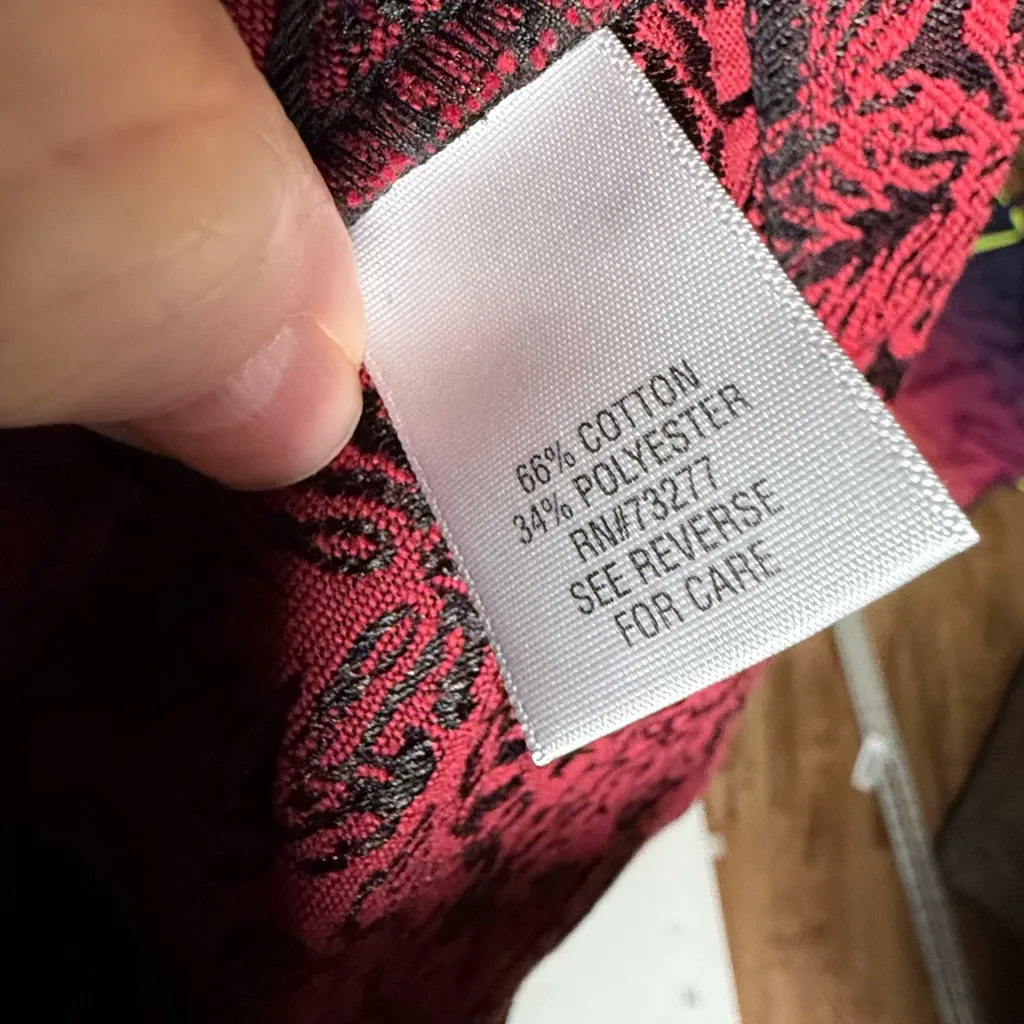 66% COTTON
34% POLYESTER
RN#73277
SEE REVERSE
FOR CARE